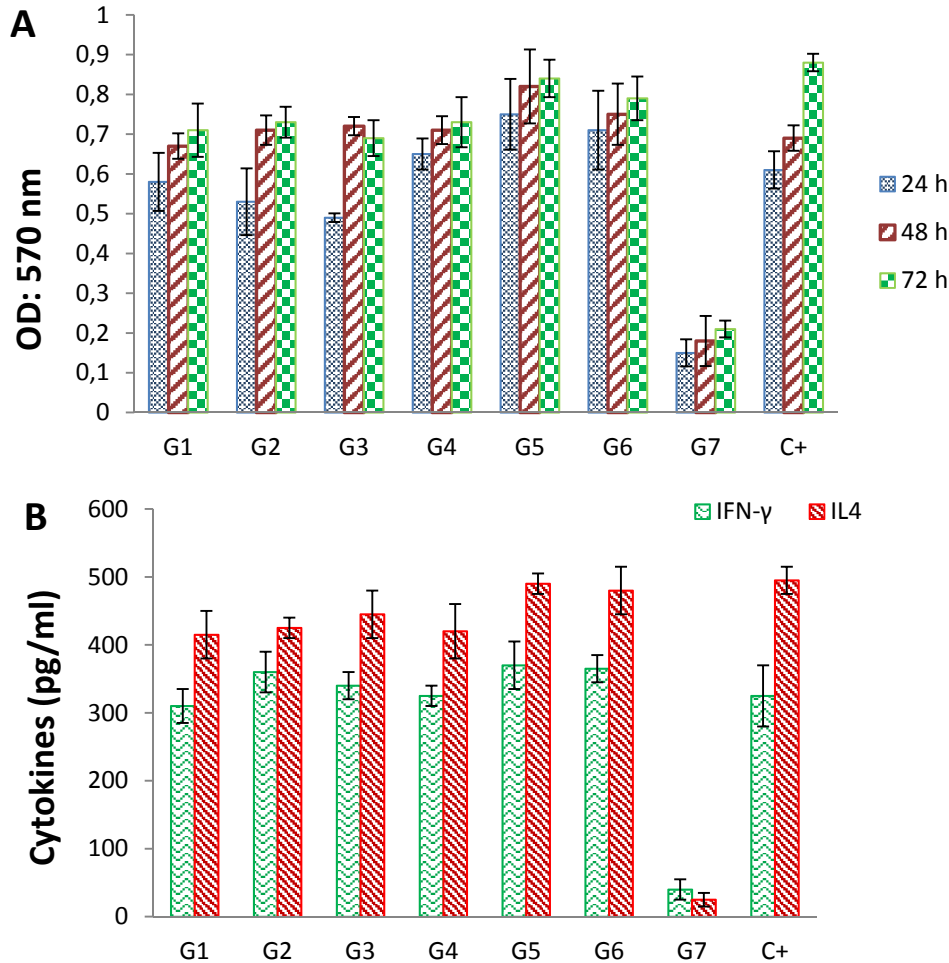 A
OD: 570 nm
1
0,9
0,8
0,7
0,6
0,5
0,4
0,3
0,2
0,1
0
G1 G2 G3 G4 G5 G6 G7 C+
24 h
48 h
72 h
B
Cytokines (pg/ml)
IFN-γ IL4
600
500
400
300
200
100
0
G1 G2 G3 G4 G5 G6 G7 C+